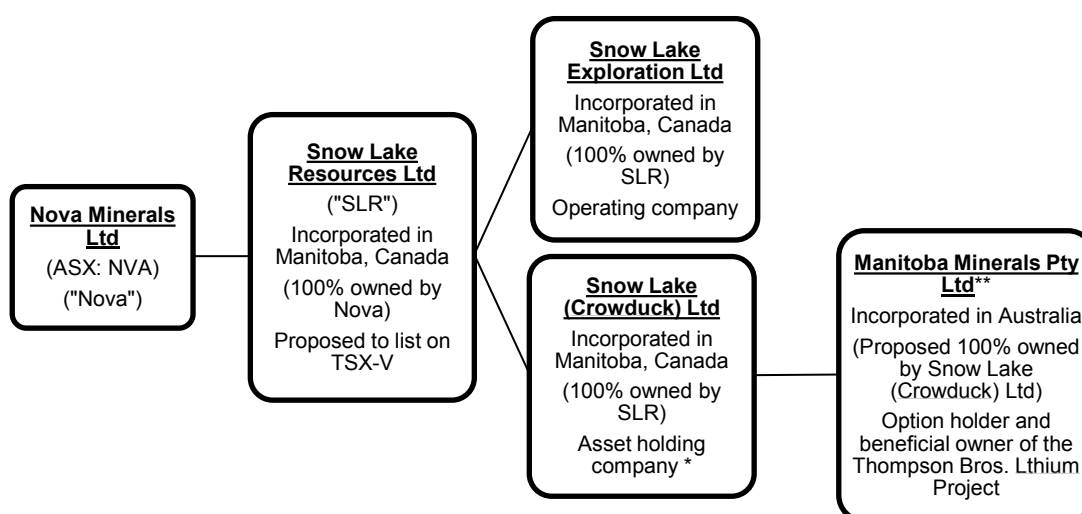 Nova Minerals
Ltd
(ASX: NVA)
("Nova")
Snow Lake
Resources Ltd
("SLR")
Incorporated in
Manitoba, Canada
(100% owned by
Nova)
Proposed to list on
TSX-V
Snow Lake
Exploration Ltd
Incorporated in
Manitoba, Canada
(100% owned by
SLR)
Operating company
Snow Lake
(Crowduck) Ltd
Incorporated in
Manitoba, Canada
(100% owned by
SLR)
Asset holding
company *
Manitoba Minerals Pty
Ltd**
Incorporated in Australia
(Proposed 100% owned
by Snow Lake
(Crowduck) Ltd)
Option holder and
beneficial owner of the
Thompson Bros. Lthium
Project